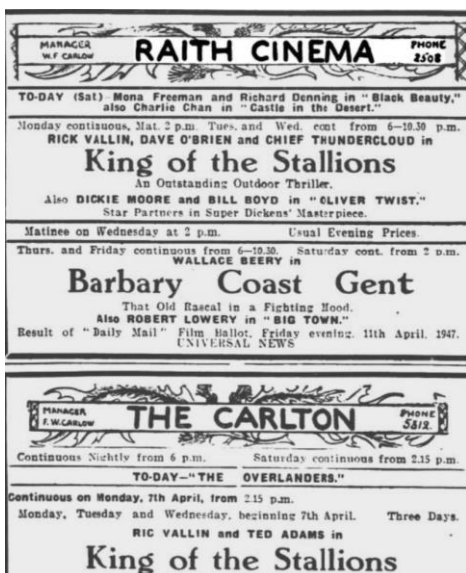 MANAGER
W.F. CARLOW
RAITH CINEMA
PHONE
2508
TO-DAY (Sat) Mona Freeman and Richard Denning in "Black Beauty,"
also Charlie Chan in "Castle in the Desert."
Monday continuous, Mat. 2 p.m. Tues. and Wed. cont from 6–10.30 p.m.
RICK VALLIN, DAVE O'BRIEN and CHIEF THUNDERCLOUD in
King of the Stallions
An Outstanding Outdoor Thriller.
Also DICKIE MOORE and BILL BOYD in "OLIVER TWIST."
Star Partners in Super Dickens' Masterpiece.
Matinee on Wednesday at 2 p.m. Usual Evening Prices.
Thurs. and Friday continuous from 6–10.30. Saturday cont. from 2 p.m.
WALLACE BEERY in
Barbary Coast Gent
That Old Rascal in a Fighting Mood.
Also ROBERT LOWERY in "BIG TOWN."
Result of "Daily Mail" Film Ballot, Friday evening, 11th April, 1947.
UNIVERSAL NEWS
MANAGER
F.W. CARLOW
THE CARLTON
PHONE
5812.
Continuous Nightly from 6 p.m. Saturday continuous from 2.15 p.m.
TO-DAY–"THE OVERLANDERS."
Continuous on Monday, 7th April, from 2.15 p.m.
Monday, Tuesday and Wednesday, beginning 7th April. Three Days.
RIC VALLIN and TED ADAMS in
King of the Stallions